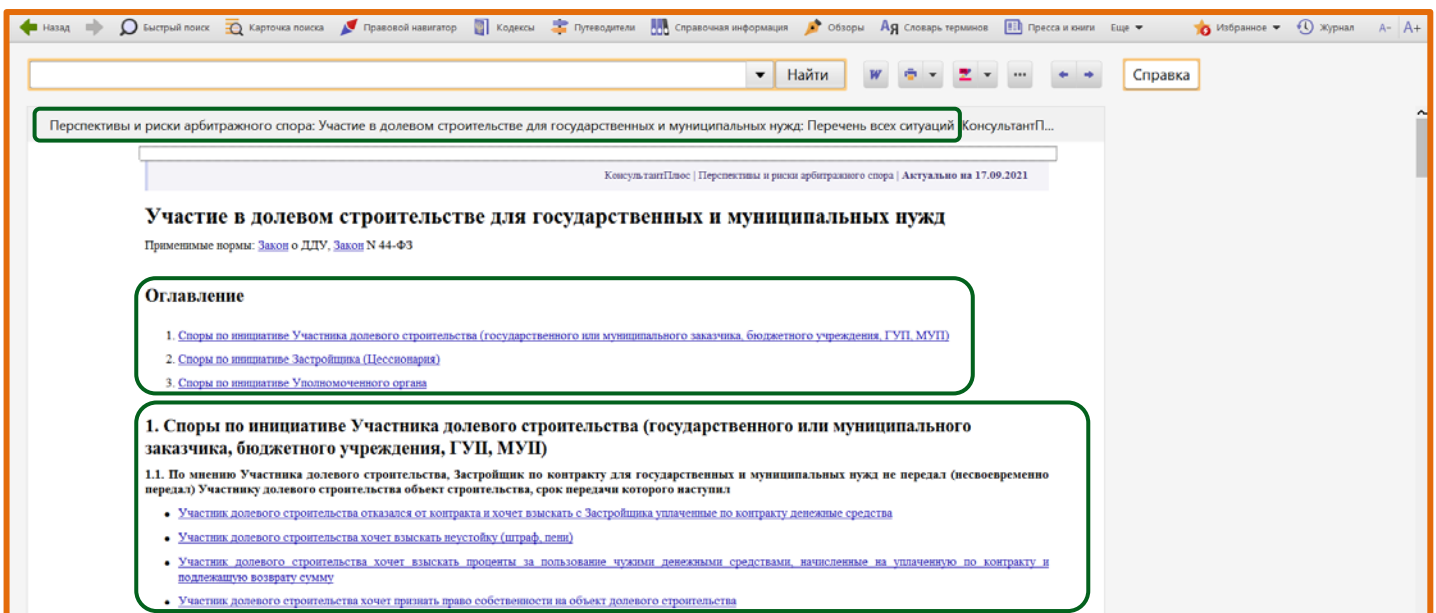 Назад Быстрый поиск Карточка поиска Правовой навигатор Кодексы Путеводители Справочная информация Обзоры Словарь терминов Пресса и книги Еще Избранное Журнал A- A+
Найти Справка
Перспективы и риски арбитражного спора: Участие в долевом строительстве для государственных и муниципальных нужд: Перечень всех ситуаций КонсультантП...
КонсультантПлюс | Перспективы и риски арбитражного спора | Актуально на 17.09.2021
Участие в долевом строительстве для государственных и муниципальных нужд
Применимые нормы: Закон о ДДУ, Закон N 44-ФЗ
Оглавление
1. Споры по инициативе Участника долевого строительства (государственного или муниципального заказчика, бюджетного учреждения, ГУП, МУП)
2. Споры по инициативе Застройщика (Цессионария)
3. Споры по инициативе Уполномоченного органа
1. Споры по инициативе Участника долевого строительства (государственного или муниципального
заказчика, бюджетного учреждения, ГУП, МУП)
1.1. По мнению Участника долевого строительства, Застройщик по контракту для государственных и муниципальных нужд не передал (несвоевременно
передал) Участнику долевого строительства объект строительства, срок передачи которого наступил
• Участник долевого строительства отказался от контракта и хочет взыскать с Застройщика уплаченные по контракту денежные средства
• Участник долевого строительства хочет взыскать неустойку (штраф, пени)
• Участник долевого строительства хочет взыскать проценты за пользование чужими денежными средствами, начисленные на уплаченную по контракту и
подлежащую возврату сумму
• Участник долевого строительства хочет признать право собственности на объект долевого строительства